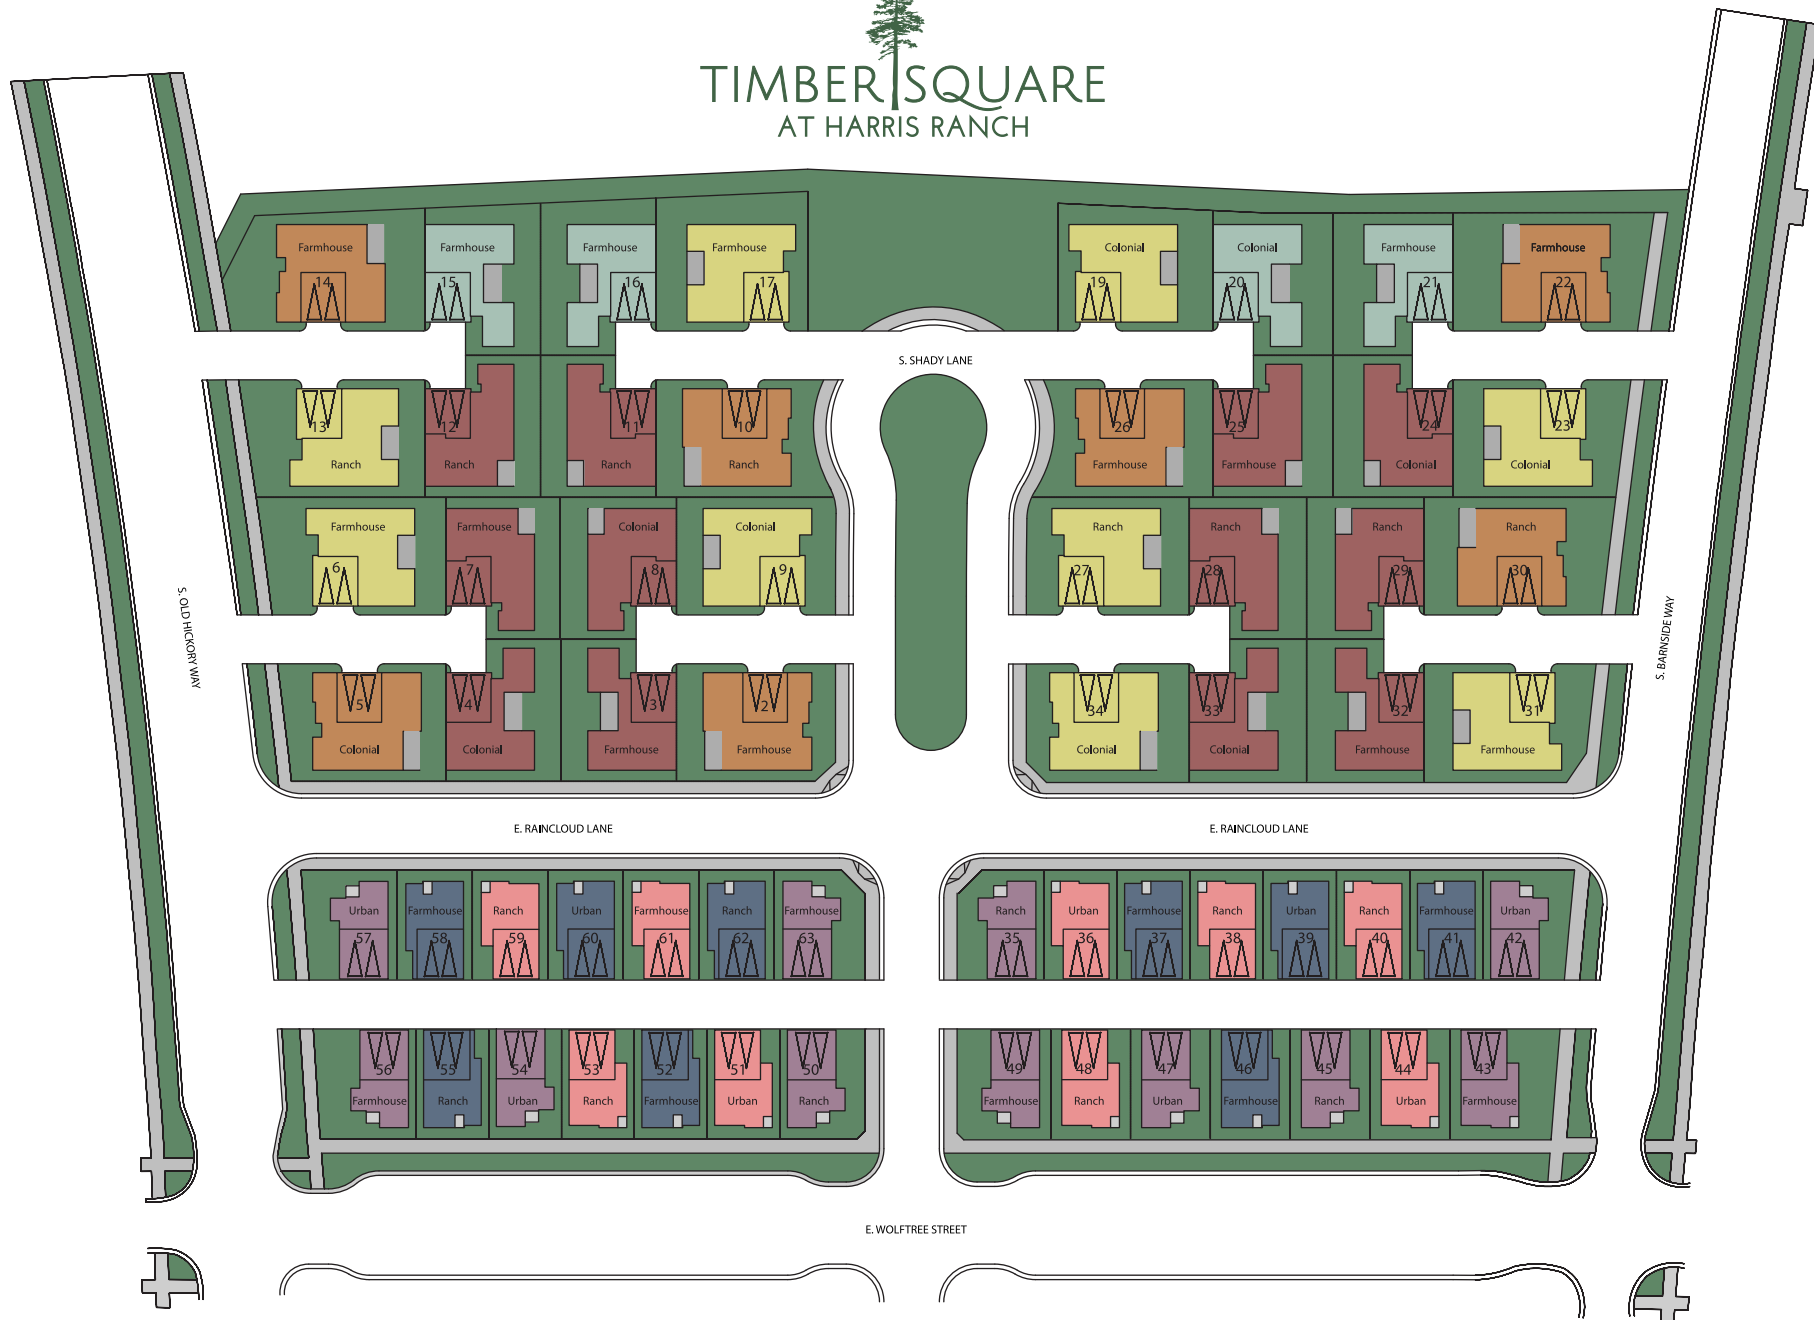 TIMBER SQUARE
AT HARRIS RANCH
Farmhouse Farmhouse Farmhouse Farmhouse Colonial Colonial Farmhouse Farmhouse
14 15 16 17 19 20 21 22
S. SHADY LANE
13 12 11 10 26 25 24 23
Ranch Ranch Ranch Ranch Farmhouse Farmhouse Colonial Colonial
Farmhouse Farmhouse Colonial Colonial Ranch Ranch Ranch Ranch
6 7 8 9 27 28 29 30
S. OLD HICKORY WAY
S. BARNSIDE WAY
5 4 3 2 34 33 32 31
Colonial Colonial Farmhouse Farmhouse Colonial Colonial Farmhouse Farmhouse
E. RAINCLOUD LANE E. RAINCLOUD LANE
Urban Farmhouse Ranch Urban Farmhouse Ranch Farmhouse Ranch Urban Farmhouse Ranch Urban Ranch Farmhouse Urban
57 58 59 60 61 62 63 35 36 37 38 39 40 41 42
56 55 54 53 52 51 50 49 48 47 46 45 44 43
Farmhouse Ranch Urban Ranch Farmhouse Urban Ranch Farmhouse Ranch Urban Farmhouse Ranch Urban Farmhouse
E. WOLFTREE STREET